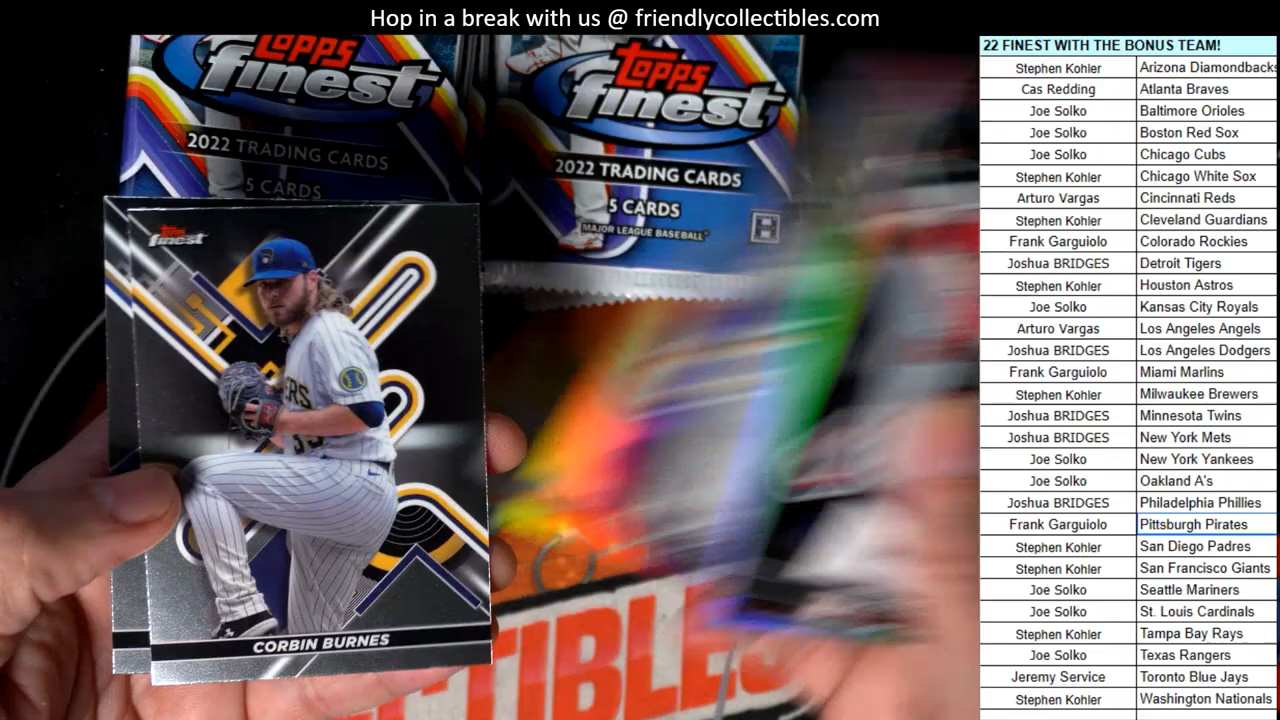 Hop in a break with us @ friendlycollectibles.com
TOPPS
finest
2022 TRADING CARDS
5 CARDS
TOPPS
finest
2022 TRADING CARDS
5 CARDS
MAJOR LEAGUE BASEBALL
TOPPS
finest
ERS
CORBIN BURNES
TIBLES
22 FINEST WITH THE BONUS TEAM!
Stephen Kohler Arizona Diamondbacks
Cas Redding Atlanta Braves
Joe Solko Baltimore Orioles
Joe Solko Boston Red Sox
Joe Solko Chicago Cubs
Stephen Kohler Chicago White Sox
Arturo Vargas Cincinnati Reds
Stephen Kohler Cleveland Guardians
Frank Garguiolo Colorado Rockies
Joshua BRIDGES Detroit Tigers
Stephen Kohler Houston Astros
Joe Solko Kansas City Royals
Arturo Vargas Los Angeles Angels
Joshua BRIDGES Los Angeles Dodgers
Frank Garguiolo Miami Marlins
Stephen Kohler Milwaukee Brewers
Joshua BRIDGES Minnesota Twins
Joshua BRIDGES New York Mets
Joe Solko New York Yankees
Joe Solko Oakland A's
Joshua BRIDGES Philadelphia Phillies
Frank Garguiolo Pittsburgh Pirates
Stephen Kohler San Diego Padres
Stephen Kohler San Francisco Giants
Joe Solko Seattle Mariners
Joe Solko St. Louis Cardinals
Stephen Kohler Tampa Bay Rays
Joe Solko Texas Rangers
Jeremy Service Toronto Blue Jays
Stephen Kohler Washington Nationals